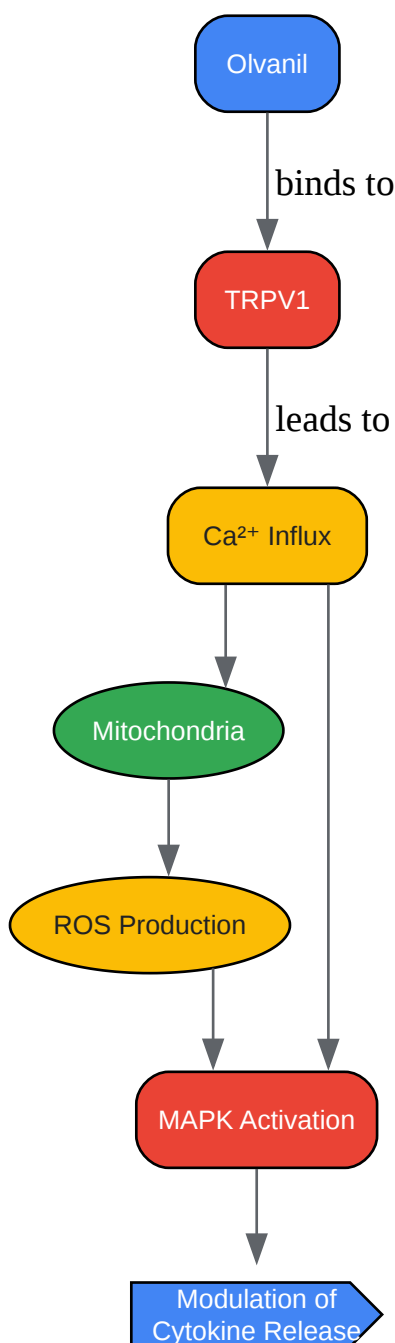 Olvanil
binds to
TRPV1
leads to
Ca²⁺ Influx
Mitochondria
ROS Production
MAPK Activation
Modulation of
Cytokine Release